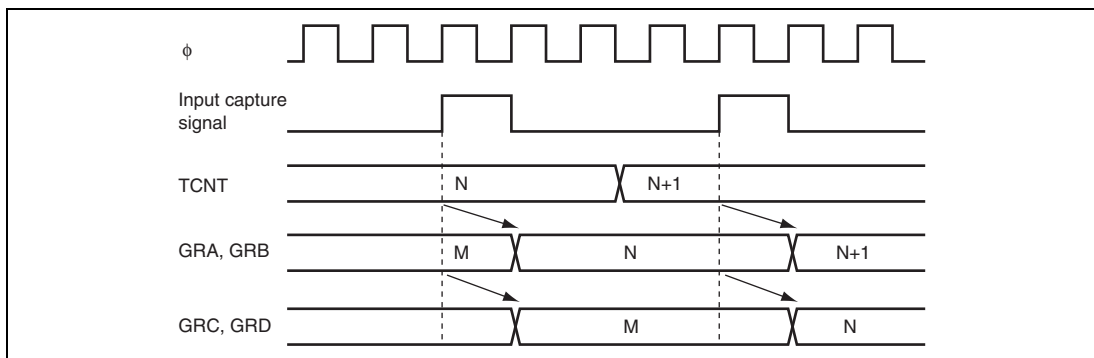 ϕ
Input capture
signal
TCNT
N
N+1
GRA, GRB
M
N
N+1
GRC, GRD
M
N